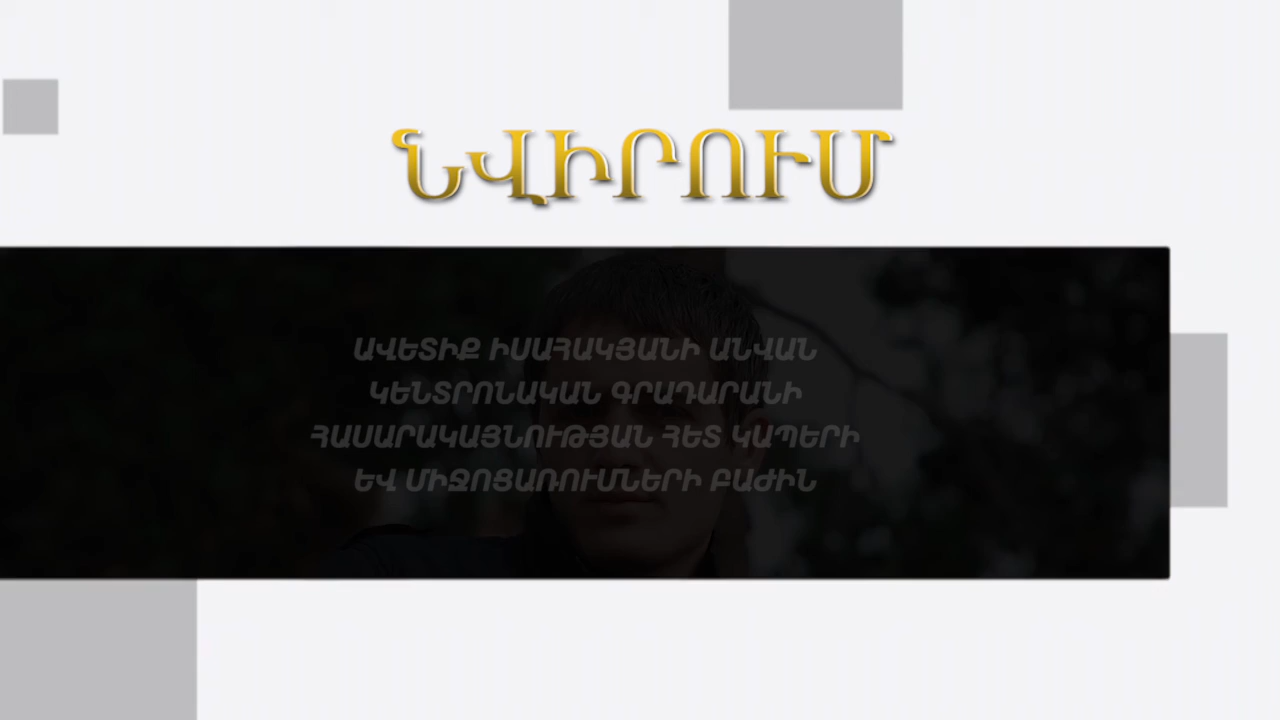 ՆՎԻՐՈՒՄ
ԱՎԵՏԻՔ ԻՍԱՀԱԿՅԱՆԻ ԱՆՎԱՆ
ԿԵՆՏՐՈՆԱԿԱՆ ԳՐԱԴԱՐԱՆԻ
ՀԱՍԱՐԱԿԱՅՆՈՒԹՅԱՆ ՀԵՏ ԿԱՊԵՐԻ
ԵՎ ՄԻՋՈՑԱՌՈՒՄՆԵՐԻ ԲԱԺԻՆ